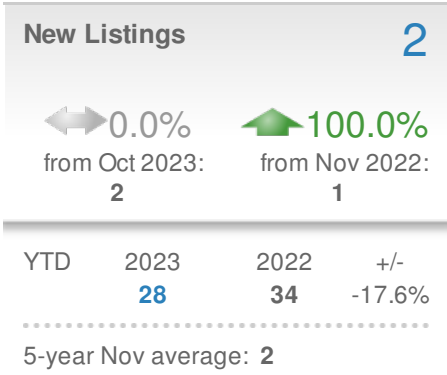 New Listings 2
0.0% 100.0%
from Oct 2023: from Nov 2022:
2 1
YTD 2023 2022 +/-
28 34 -17.6%
5-year Nov average: 2